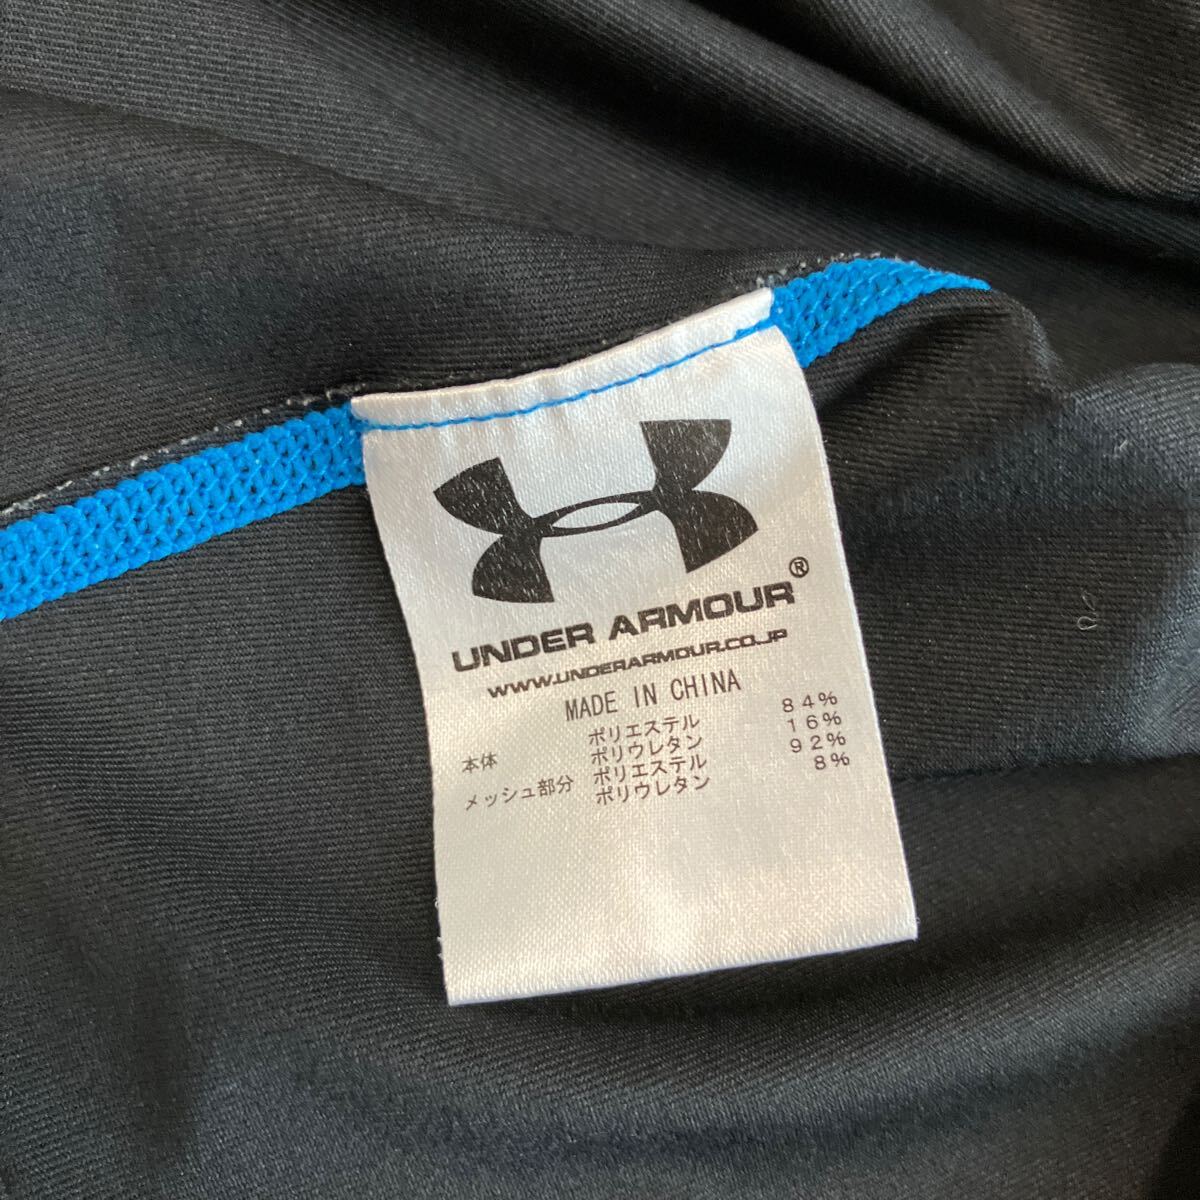 UNDER ARMOUR®
WWW.UNDERARMOUR.CO.JP
MADE IN CHINA
本体 ポリエステル 84%
ポリウレタン 16%
メッシュ部分 ポリエステル 92%
ポリウレタン 8%